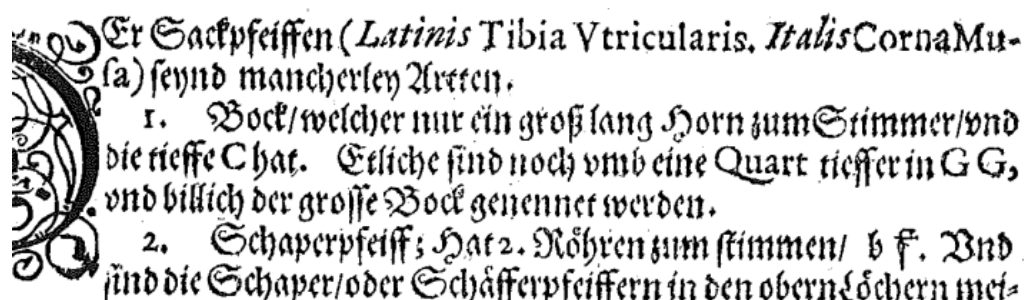 DEr Sackpfeiffen (Latinis Tibia Vtricularis. Italis CornaMu-
sa) seynd mancherley Artten.
1. Bock/welcher nur ein groß lang Horn zum Stimmer/vnd
die tieffe C hat. Etliche sind noch vmb eine Quart tieffer in G G,
vnd billich der grosse Bock genennet werden.
2. Schaperpfeiff; Hat 2. Röhren zum stimmen/ b f. Vnd
sind die Schaper/oder Schäfferpfeiffern in den obern Löchern mei-